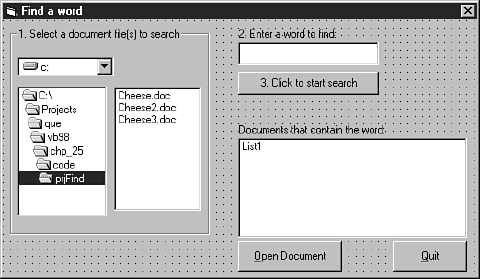 Find a word
1. Select a document file(s) to search
c:
C:\
Projects
que
vb98
chp_25
code
prjFind
Cheese.doc
Cheese2.doc
Cheese3.doc
2. Enter a word to find:
3. Click to start search
Documents that contain the word:
List1
Open Document
Quit